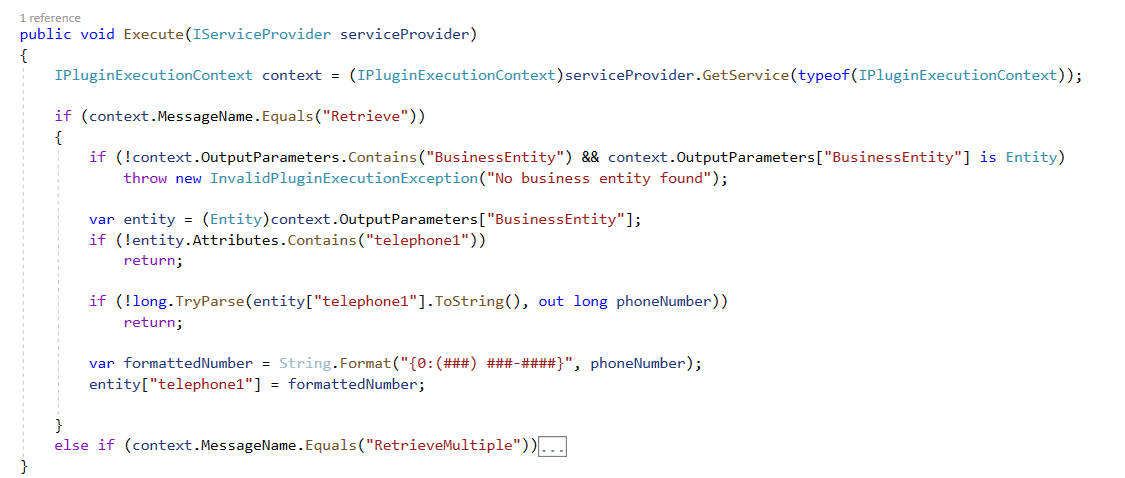 1 reference
public void Execute(IServiceProvider serviceProvider)
{
IPluginExecutionContext context = (IPluginExecutionContext)serviceProvider.GetService(typeof(IPluginExecutionContext));
if (context.MessageName.Equals("Retrieve"))
{
if (!context.OutputParameters.Contains("BusinessEntity") && context.OutputParameters["BusinessEntity"] is Entity)
throw new InvalidPluginExecutionException("No business entity found");
var entity = (Entity)context.OutputParameters["BusinessEntity"];
if (!entity.Attributes.Contains("telephone1"))
return;
if (!long.TryParse(entity["telephone1"].ToString(), out long phoneNumber))
return;
var formattedNumber = String.Format("{0:(###) ###-####}", phoneNumber);
entity["telephone1"] = formattedNumber;
}
else if (context.MessageName.Equals("RetrieveMultiple"))...
}